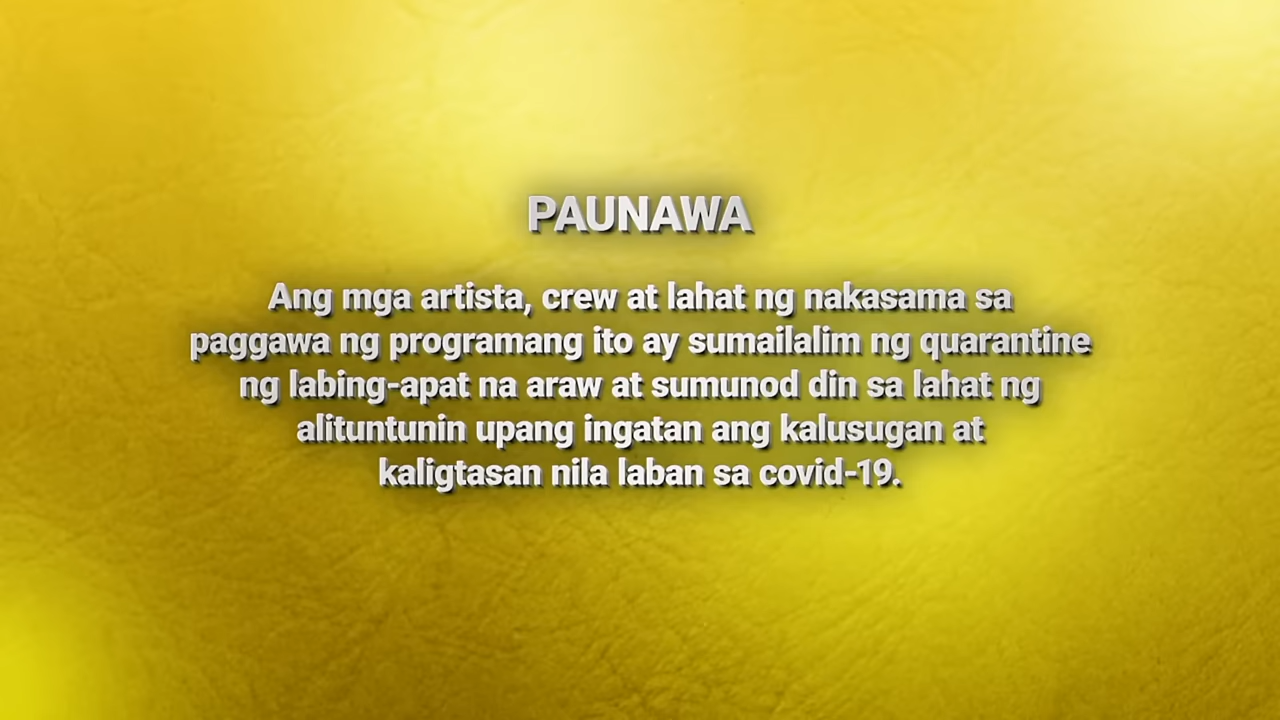 PAUNAWA
Ang mga artista, crew at lahat ng nakasama sa
paggawa ng programang ito ay sumailalim ng quarantine
ng labing-apat na araw at sumunod din sa lahat ng
alituntunin upang ingatan ang kalusugan at
kaligtasan nila laban sa covid-19.